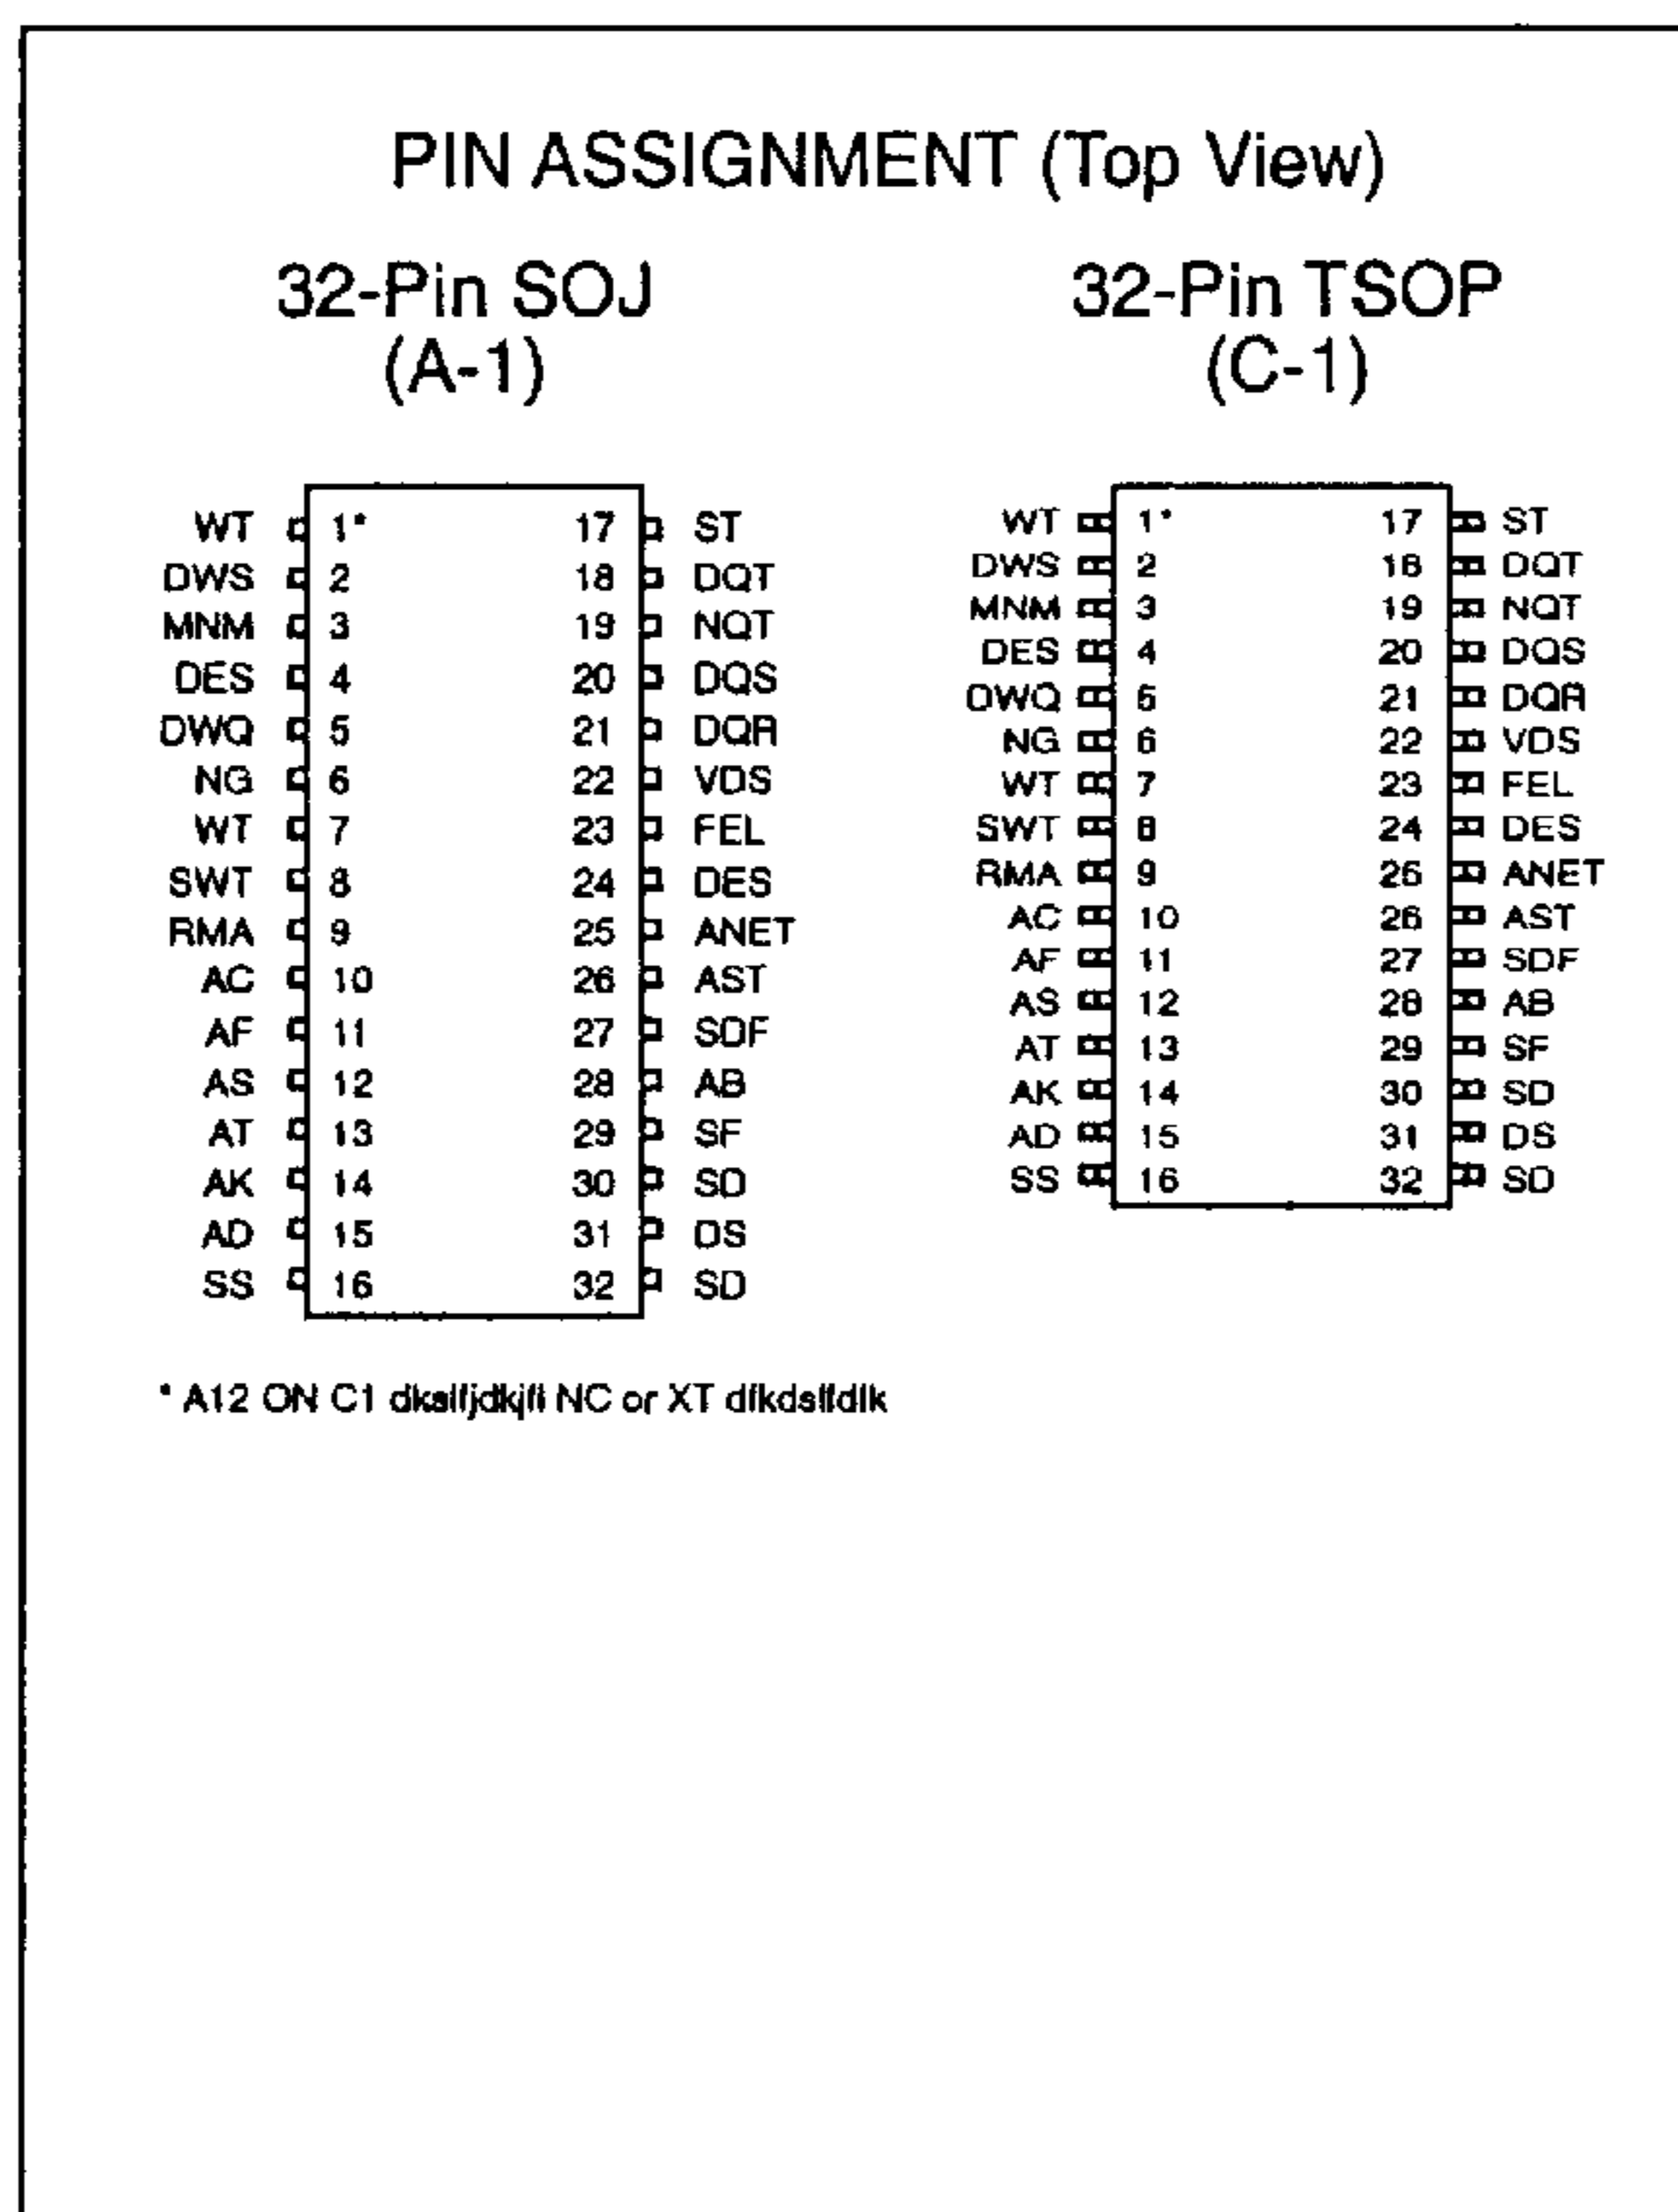 PIN ASSIGNMENT (Top View)
32-Pin SOJ
(A-1)
WT 1* 17 ST
DWS 2 18 DQT
MNM 3 19 NQT
DES 4 20 DQS
DWQ 5 21 DQR
NG 6 22 VDS
WT 7 23 FEL
SWT 8 24 DES
RMA 9 25 ANET
AC 10 26 AST
AF 11 27 SDF
AS 12 28 AB
AT 13 29 SF
AK 14 30 SD
AD 15 31 DS
SS 16 32 SD
32-Pin TSOP
(C-1)
WT 1* 17 ST
DWS 2 18 DQT
MNM 3 19 NQT
DES 4 20 DQS
DWQ 5 21 DQR
NG 6 22 VDS
WT 7 23 FEL
SWT 8 24 DES
RMA 9 25 ANET
AC 10 26 AST
AF 11 27 SDF
AS 12 28 AB
AT 13 29 SF
AK 14 30 SD
AD 15 31 DS
SS 16 32 SD
* A12 ON C1 NC or XT